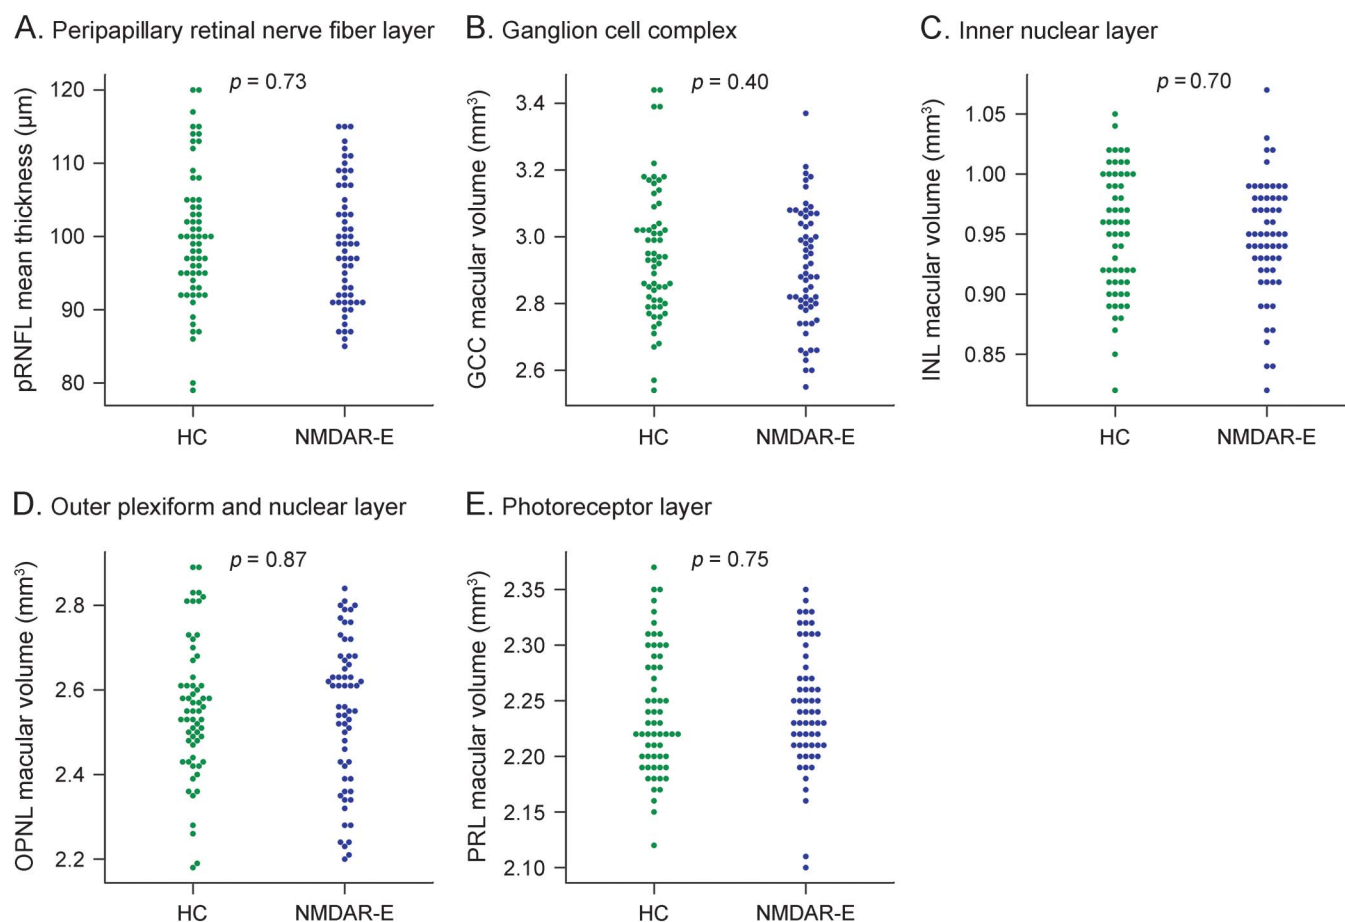 A. Peripapillary retinal nerve fiber layer
p = 0.73
pRNFL mean thickness (µm)
120
110
100
90
80
HC
NMDAR-E
B. Ganglion cell complex
p = 0.40
GCC macular volume (mm³)
3.4
3.2
3.0
2.8
2.6
HC
NMDAR-E
C. Inner nuclear layer
p = 0.70
INL macular volume (mm³)
1.05
1.00
0.95
0.90
0.85
HC
NMDAR-E
D. Outer plexiform and nuclear layer
p = 0.87
OPNL macular volume (mm³)
2.8
2.6
2.4
2.2
HC
NMDAR-E
E. Photoreceptor layer
p = 0.75
PRL macular volume (mm³)
2.35
2.30
2.25
2.20
2.15
2.10
HC
NMDAR-E